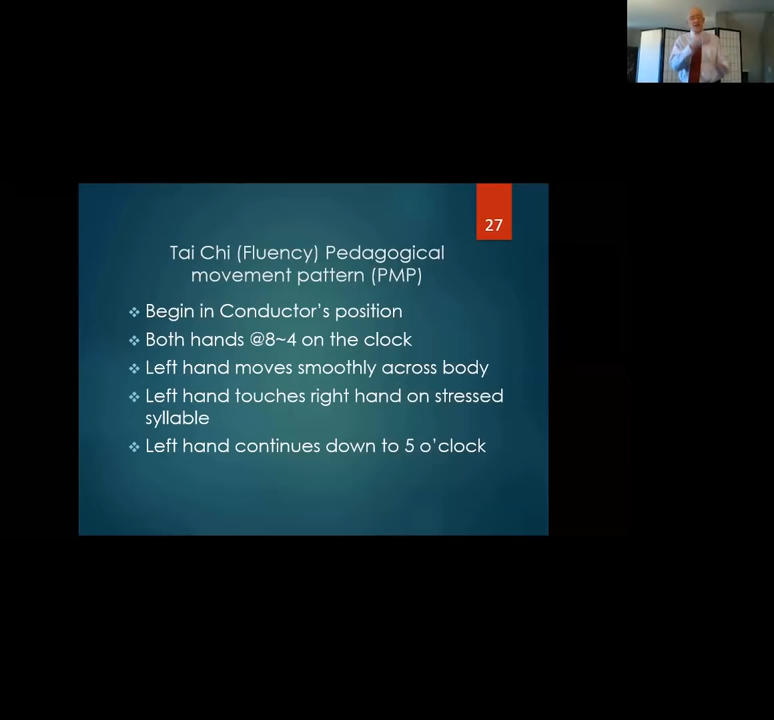 27
Tai Chi (Fluency) Pedagogical
movement pattern (PMP)
❖ Begin in Conductor's position
❖ Both hands @8~4 on the clock
❖ Left hand moves smoothly across body
❖ Left hand touches right hand on stressed
syllable
❖ Left hand continues down to 5 o'clock